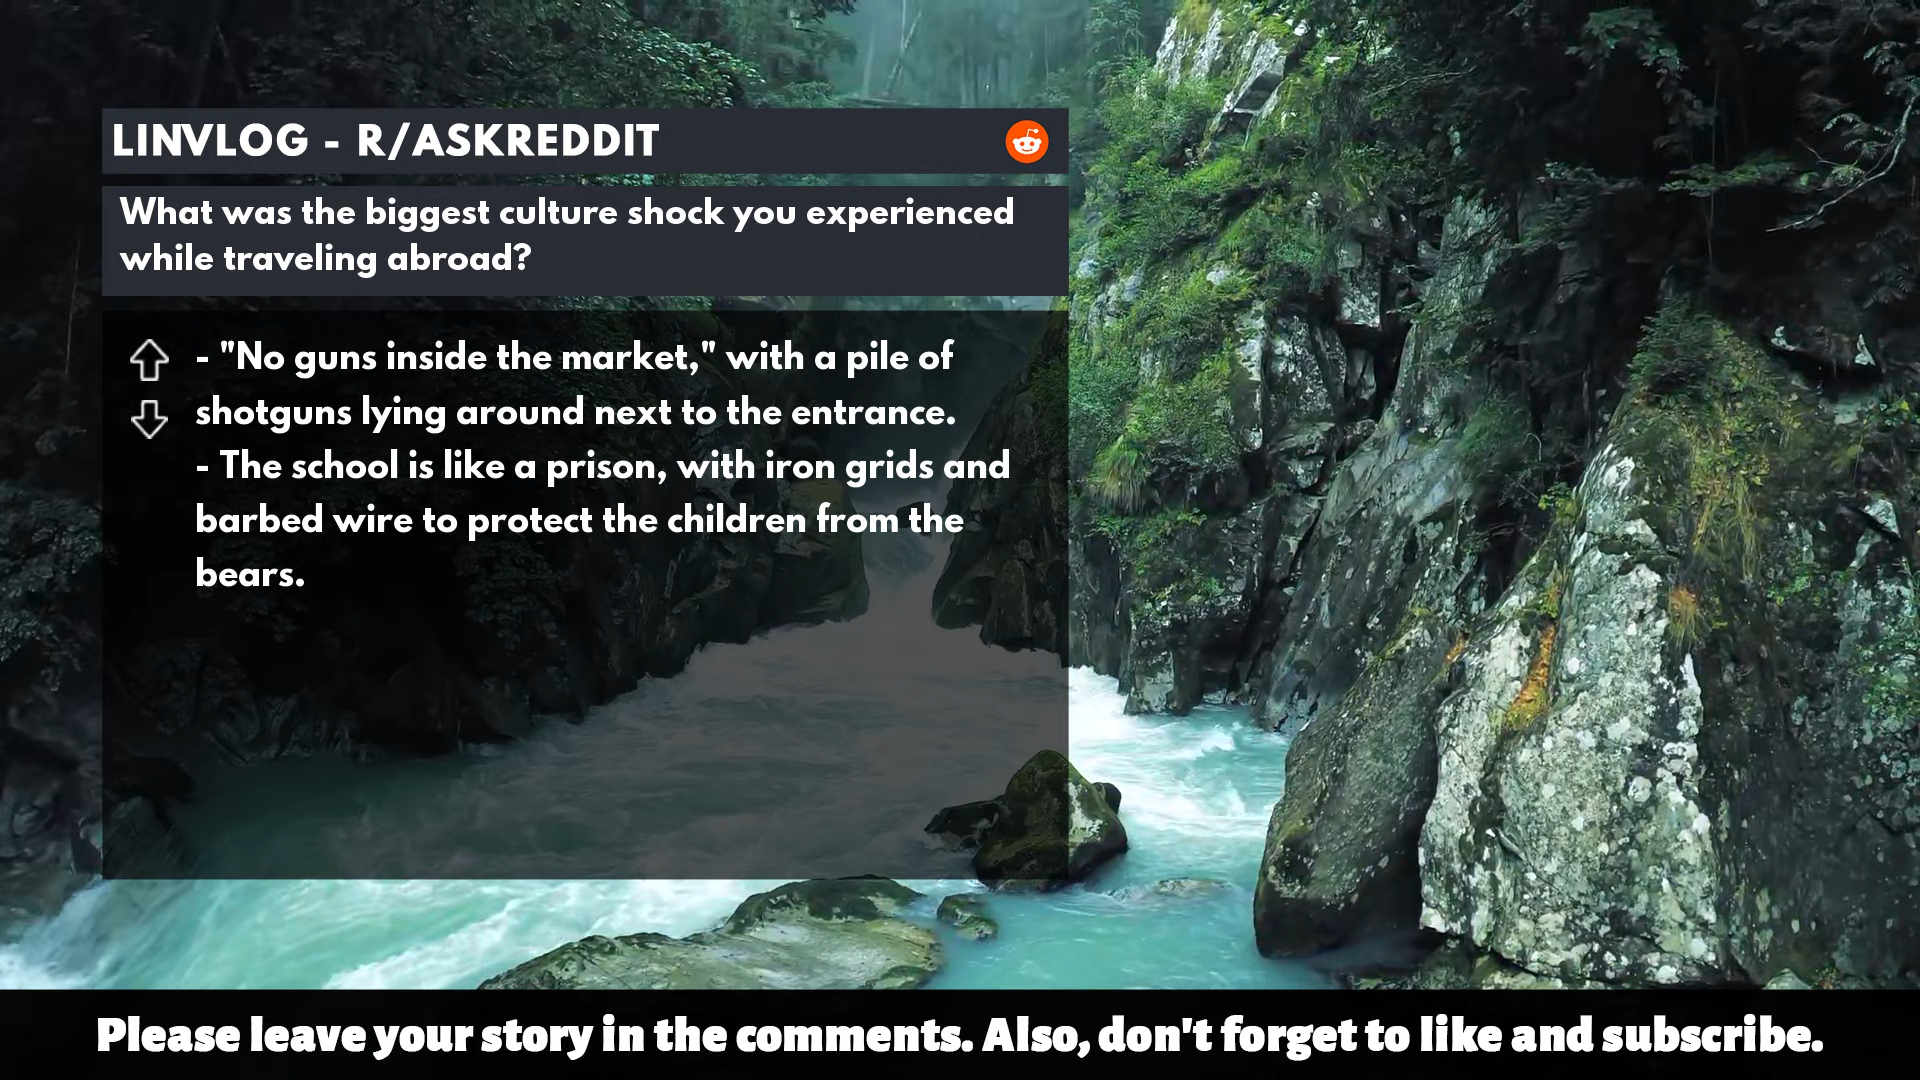 LINVLOG - R/ASKREDDIT
What was the biggest culture shock you experienced
while traveling abroad?
- "No guns inside the market," with a pile of
shotguns lying around next to the entrance.
- The school is like a prison, with iron grids and
barbed wire to protect the children from the
bears.
Please leave your story in the comments. Also, don't forget to like and subscribe.